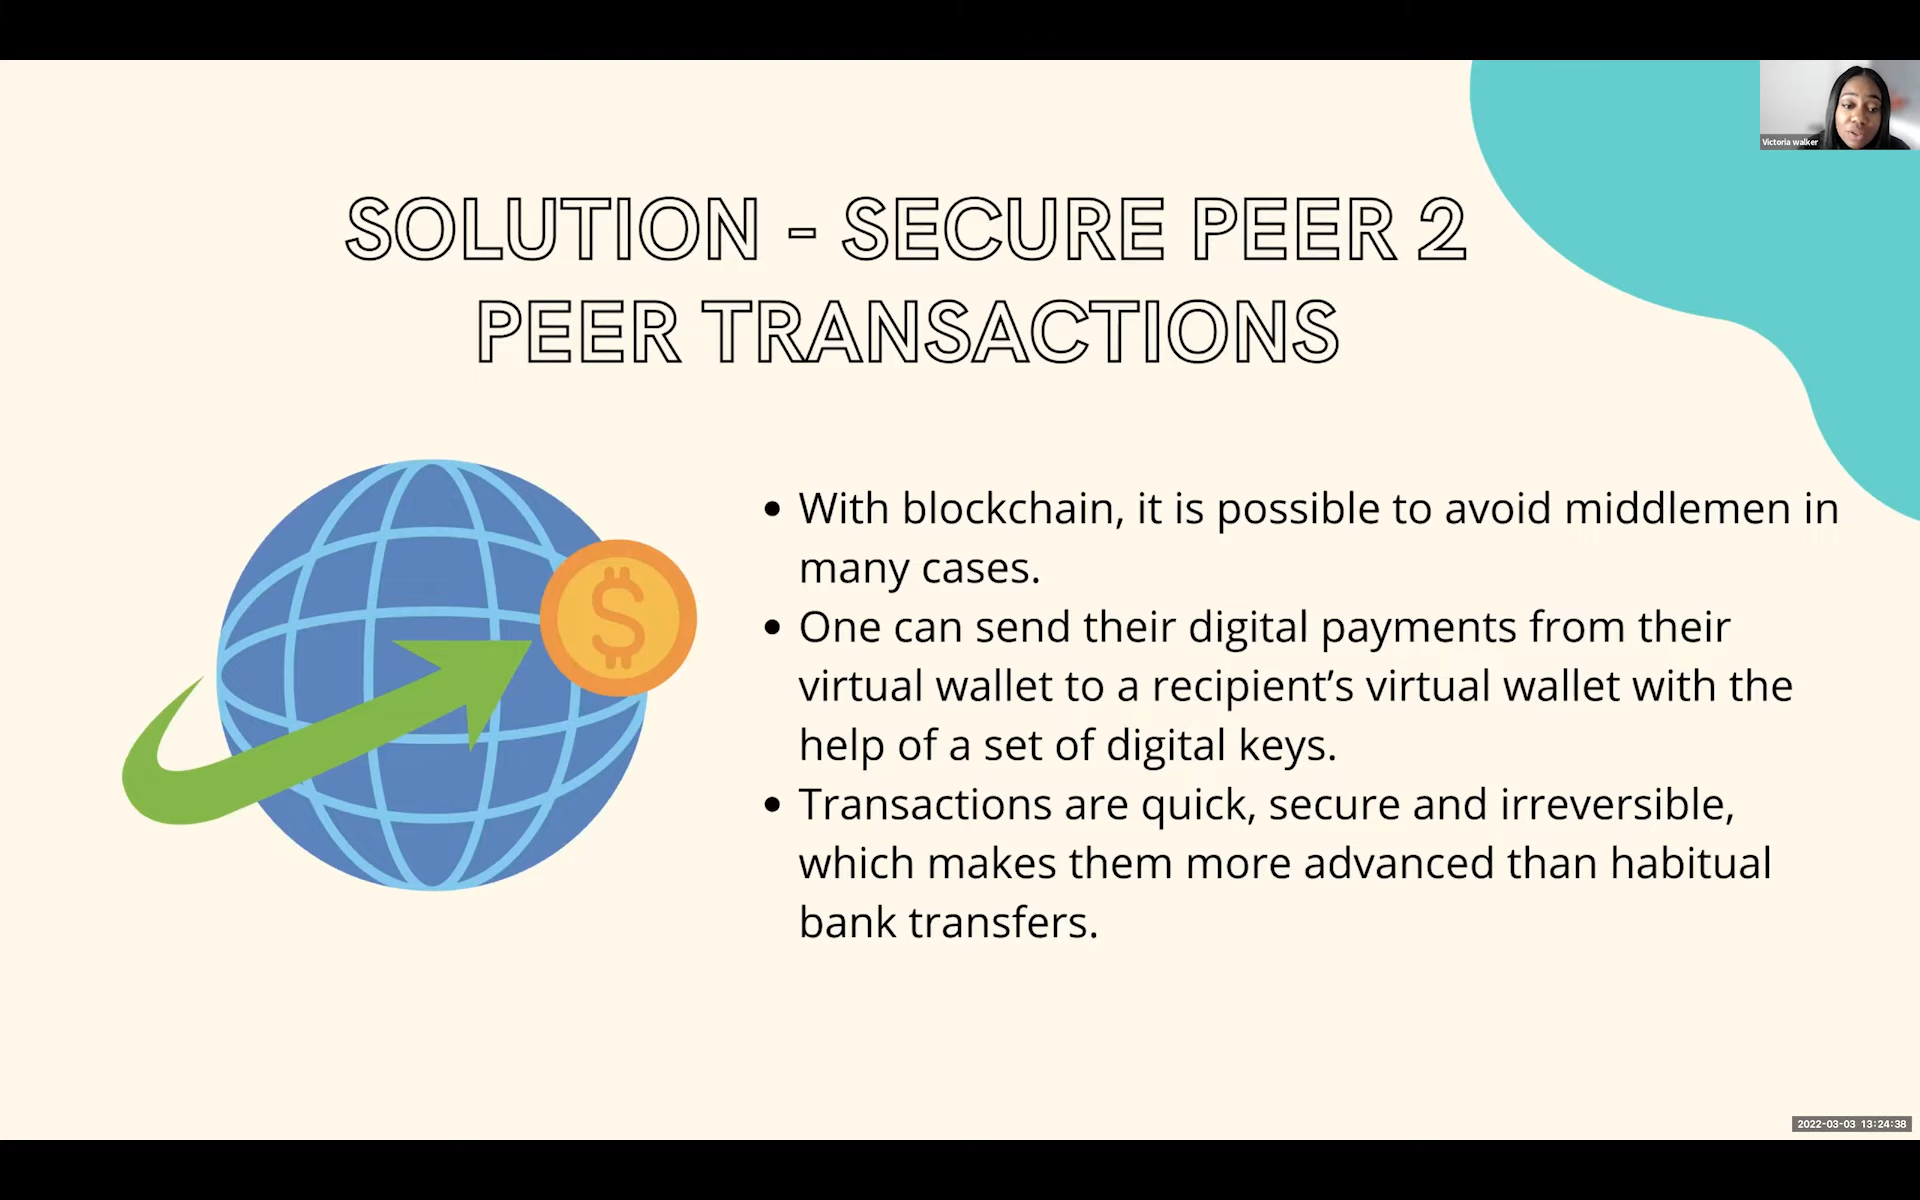 Victoria walker
SOLUTION - SECURE PEER 2
PEER TRANSACTIONS
$
• With blockchain, it is possible to avoid middlemen in
many cases.
• One can send their digital payments from their
virtual wallet to a recipient’s virtual wallet with the
help of a set of digital keys.
• Transactions are quick, secure and irreversible,
which makes them more advanced than habitual
bank transfers.
2022-03-03 13:24:38